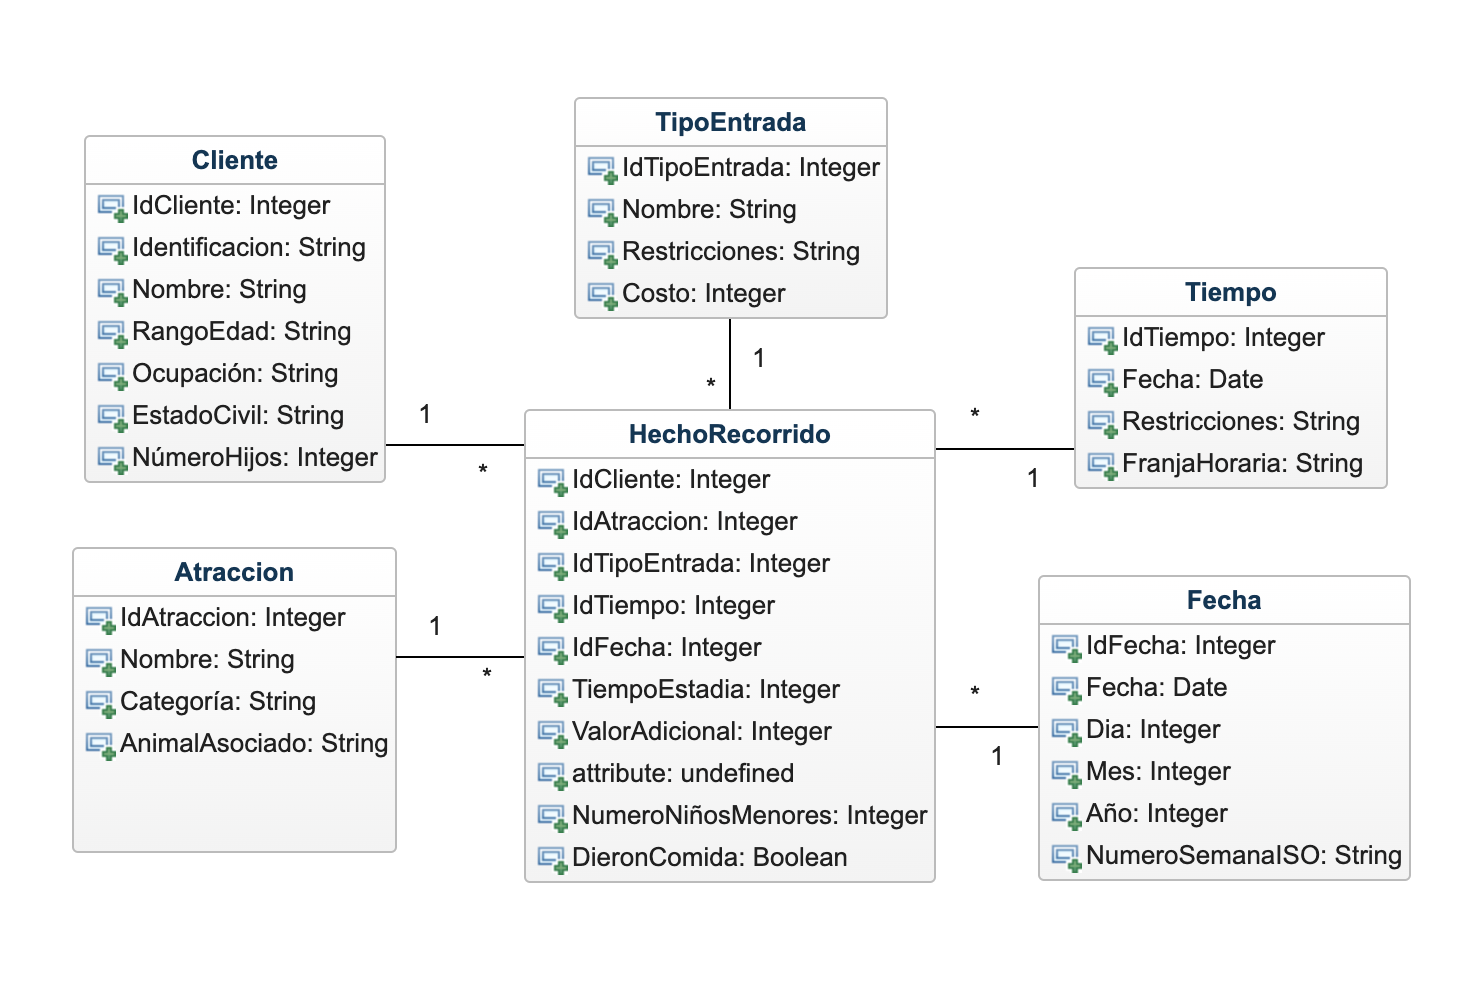 TipoEntrada
IdTipoEntrada: Integer
Nombre: String
Restricciones: String
Costo: Integer
Cliente
IdCliente: Integer
Identificacion: String
Nombre: String
RangoEdad: String
Ocupación: String
EstadoCivil: String
NúmeroHijos: Integer
Tiempo
IdTiempo: Integer
Fecha: Date
Restricciones: String
FranjaHoraria: String
1
*
1
*
*
1
HechoRecorrido
IdCliente: Integer
IdAtraccion: Integer
IdTipoEntrada: Integer
IdTiempo: Integer
IdFecha: Integer
TiempoEstadia: Integer
ValorAdicional: Integer
attribute: undefined
NumeroNiñosMenores: Integer
DieronComida: Boolean
Atraccion
IdAtraccion: Integer
Nombre: String
Categoría: String
AnimalAsociado: String
1
*
*
1
Fecha
IdFecha: Integer
Fecha: Date
Dia: Integer
Mes: Integer
Año: Integer
NumeroSemanaISO: String